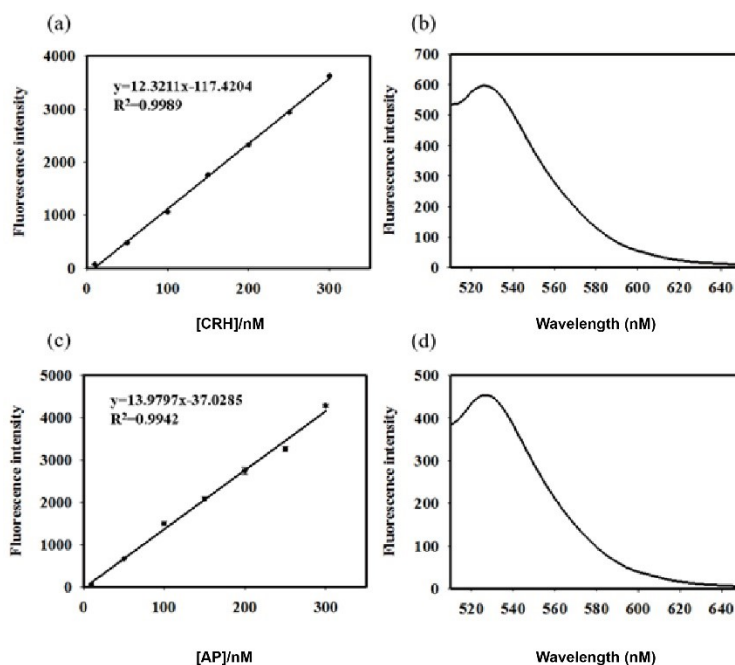 (a)
Fluorescence intensity
4000
3000
2000
1000
0
y=12.3211x-117.4204
R²=0.9989
0 100 200 300
[CRH]/nM
(b)
Fluorescence intensity
700
600
500
400
300
200
100
0
520 540 560 580 600 620 640
Wavelength (nM)
(c)
Fluorescence intensity
5000
4000
3000
2000
1000
0
y=13.9797x-37.0285
R²=0.9942
0 100 200 300
[AP]/nM
(d)
Fluorescence intensity
500
400
300
200
100
0
520 540 560 580 600 620 640
Wavelength (nM)